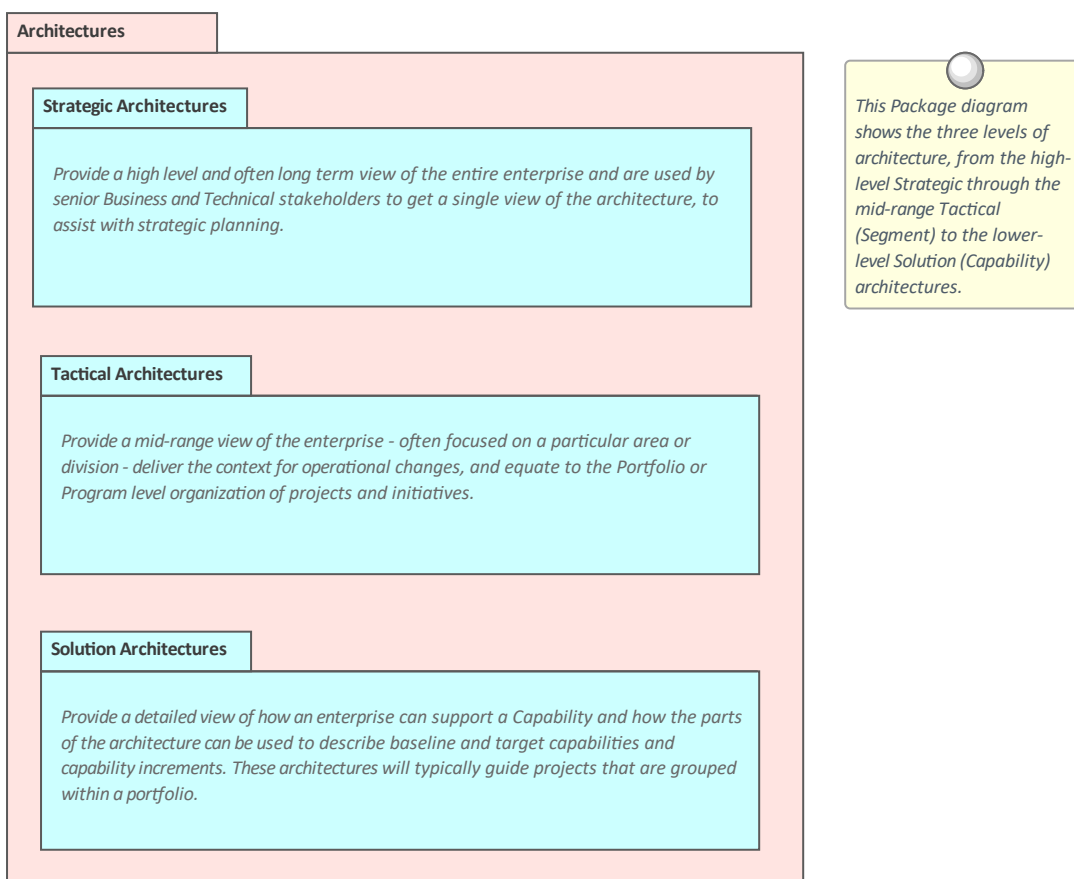 Architectures
Strategic Architectures
Provide a high level and often long term view of the entire enterprise and are used by
senior Business and Technical stakeholders to get a single view of the architecture, to
assist with strategic planning.
This Package diagram
shows the three levels of
architecture, from the high-
level Strategic through the
mid-range Tactical
(Segment) to the lower-
level Solution (Capability)
architectures.
Tactical Architectures
Provide a mid-range view of the enterprise - often focused on a particular area or
division - deliver the context for operational changes, and equate to the Portfolio or
Program level organization of projects and initiatives.
Solution Architectures
Provide a detailed view of how an enterprise can support a Capability and how the parts
of the architecture can be used to describe baseline and target capabilities and
capability increments. These architectures will typically guide projects that are grouped
within a portfolio.